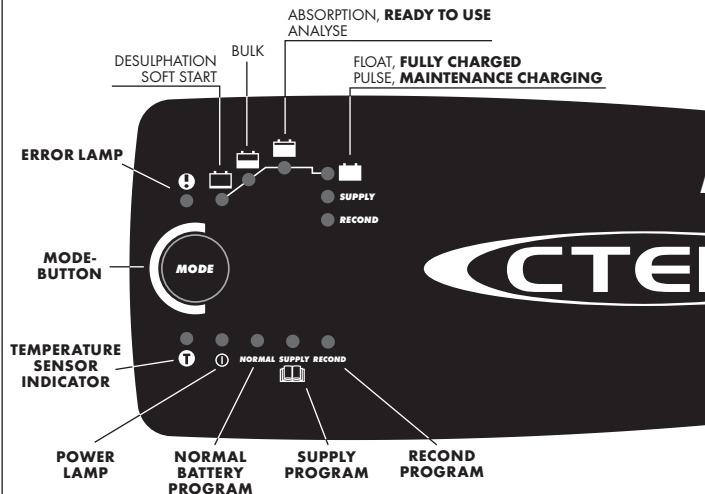 ABSORPTION, READY TO USE
ANALYSE
BULK
DESULPHATION
SOFT START
FLOAT, FULLY CHARGED
PULSE, MAINTENANCE CHARGING
ERROR LAMP
SUPPLY
RECOND
MODE-
BUTTON
MODE
TEMPERATURE
SENSOR
INDICATOR
T
NORMAL SUPPLY RECOND
POWER
LAMP
NORMAL
BATTERY
PROGRAM
SUPPLY
PROGRAM
RECOND
PROGRAM